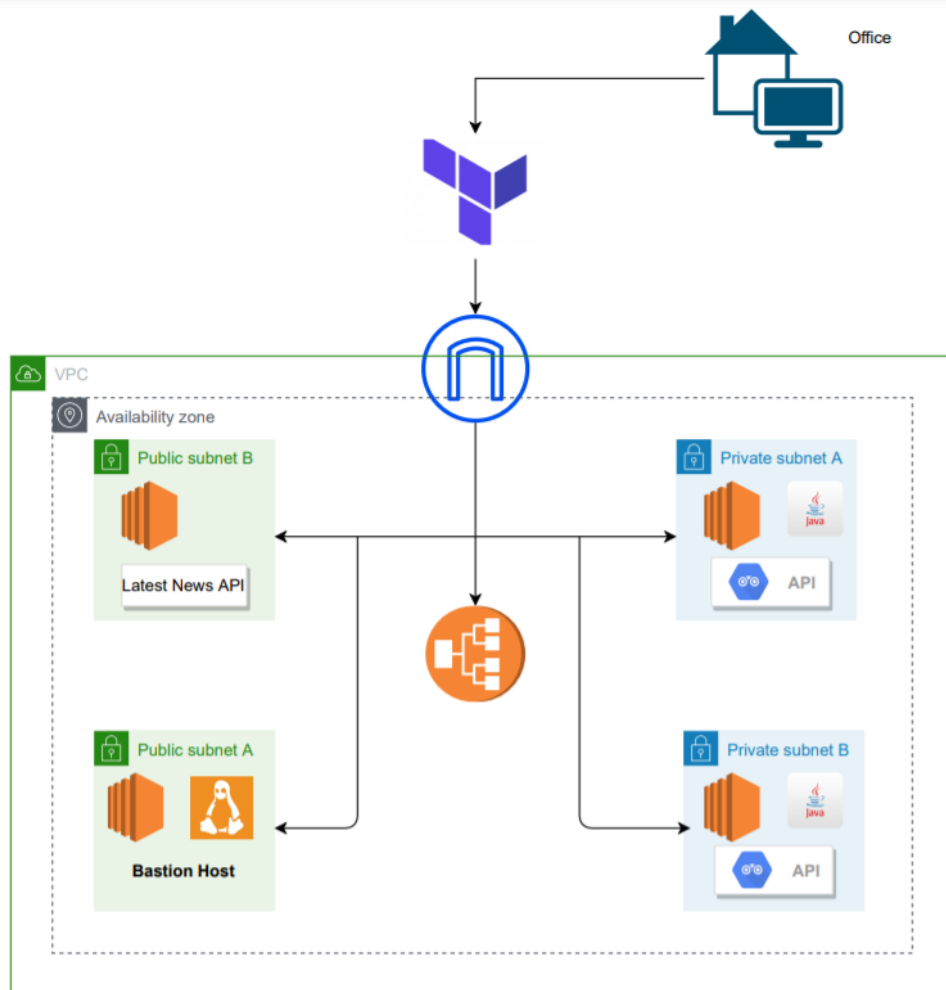 Office
VPC
Availability zone
Public subnet B
Latest News API
Private subnet A
Java
API
Public subnet A
Bastion Host
Private subnet B
Java
API